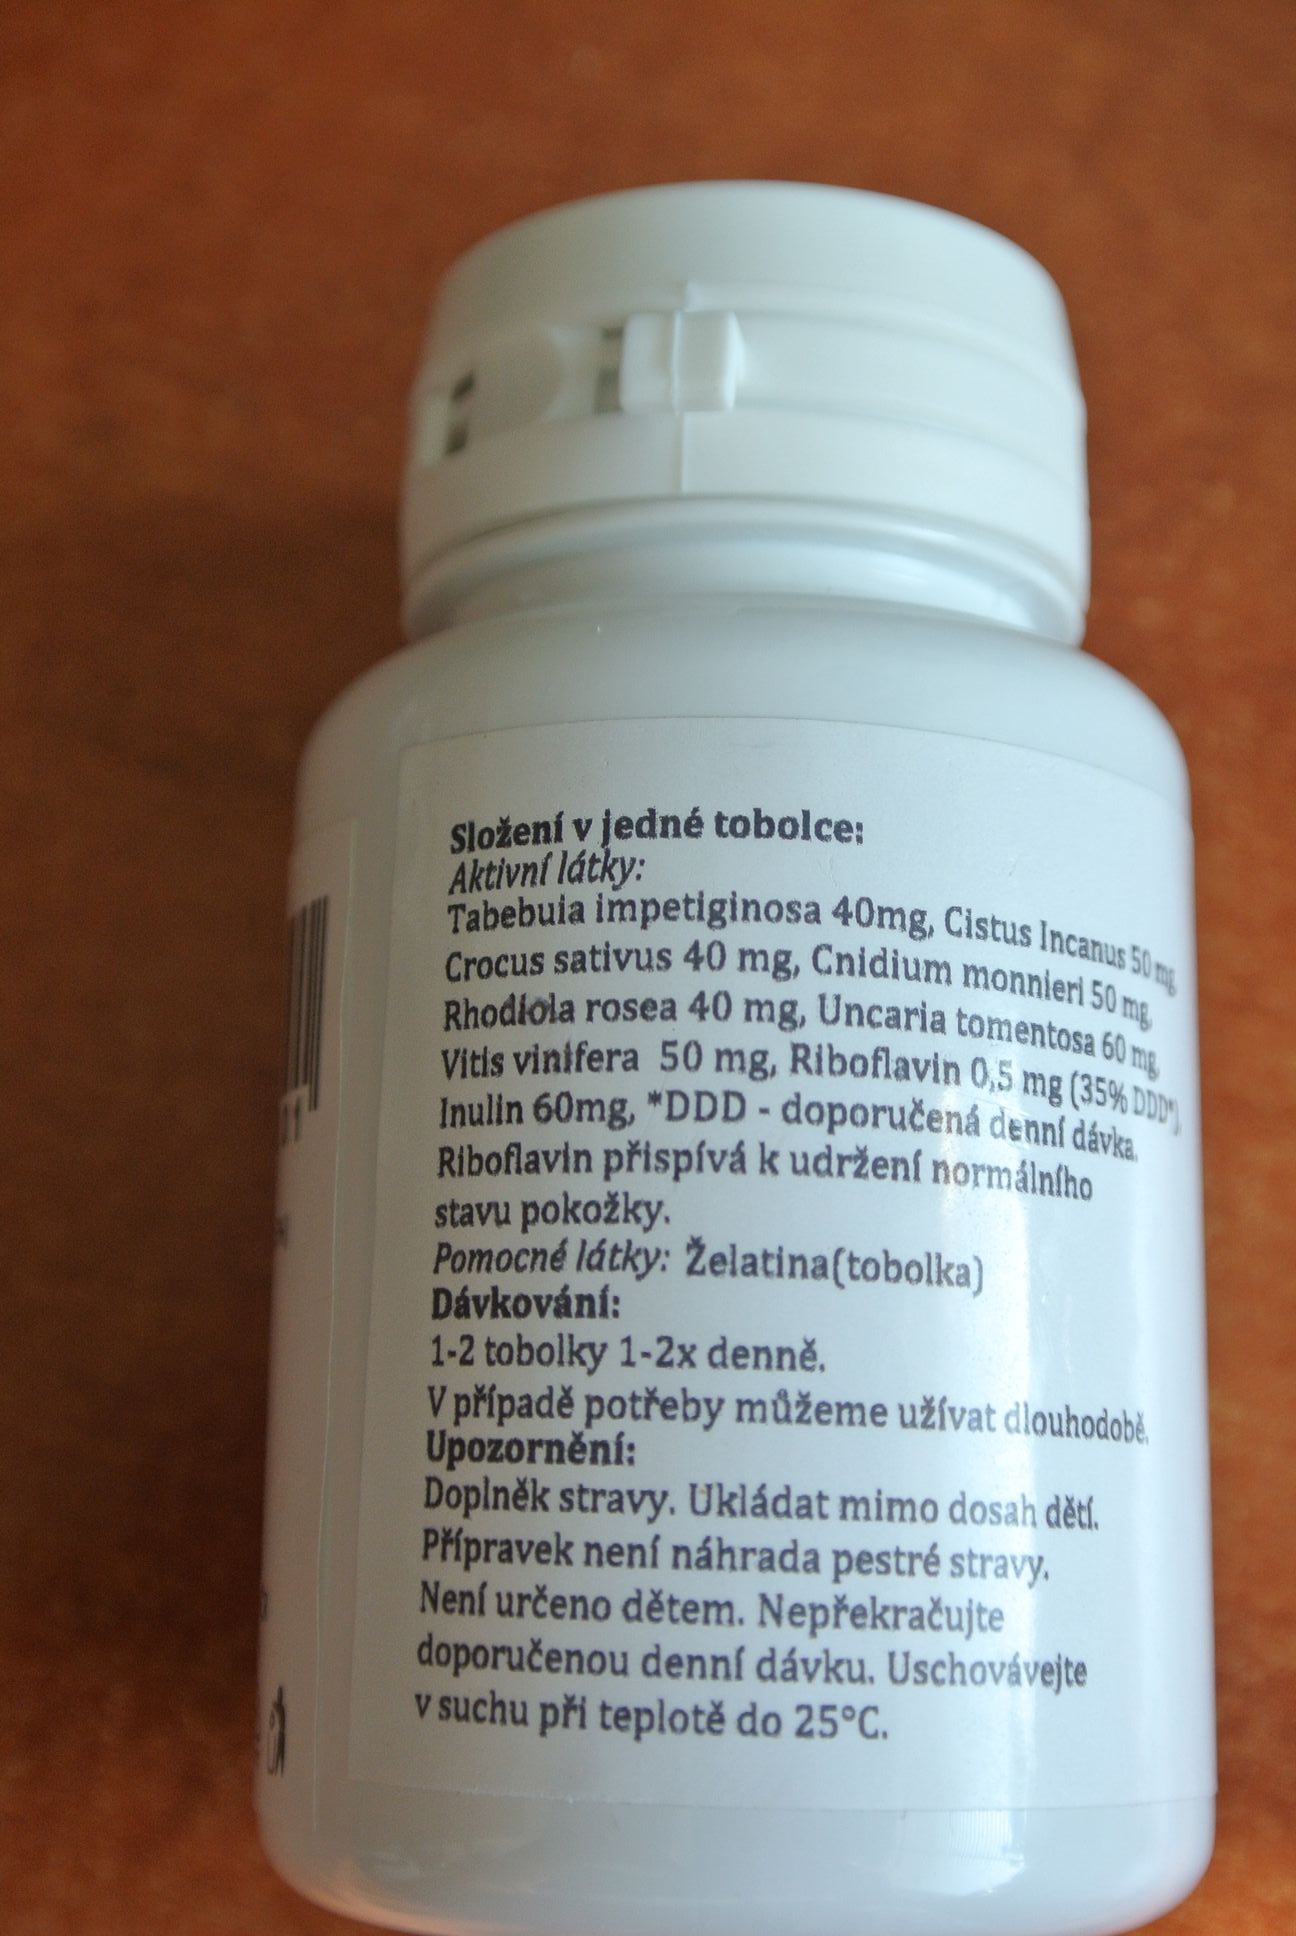 Složení v jedné tobolce:
Aktivní látky:
Tabebuia impetiginosa 40mg, Cistus Incanus 50 mg,
Crocus sativus 40 mg, Cnidium monnieri 50 mg,
Rhodiola rosea 40 mg, Uncaria tomentosa 60 mg,
Vitis vinifera 50 mg, Riboflavin 0,5 mg (35% DDD*),
Inulin 60mg, *DDD - doporučená denní dávka.
Riboflavin přispívá k udržení normálního
stavu pokožky.
Pomocné látky: Želatina(tobolka)
Dávkování:
1-2 tobolky 1-2x denně.
V případě potřeby můžeme užívat dlouhodobě.
Upozornění:
Doplněk stravy. Ukládat mimo dosah dětí.
Přípravek není náhrada pestré stravy.
Není určeno dětem. Nepřekračujte
doporučenou denní dávku. Uschovávejte
v suchu při teplotě do 25°C.